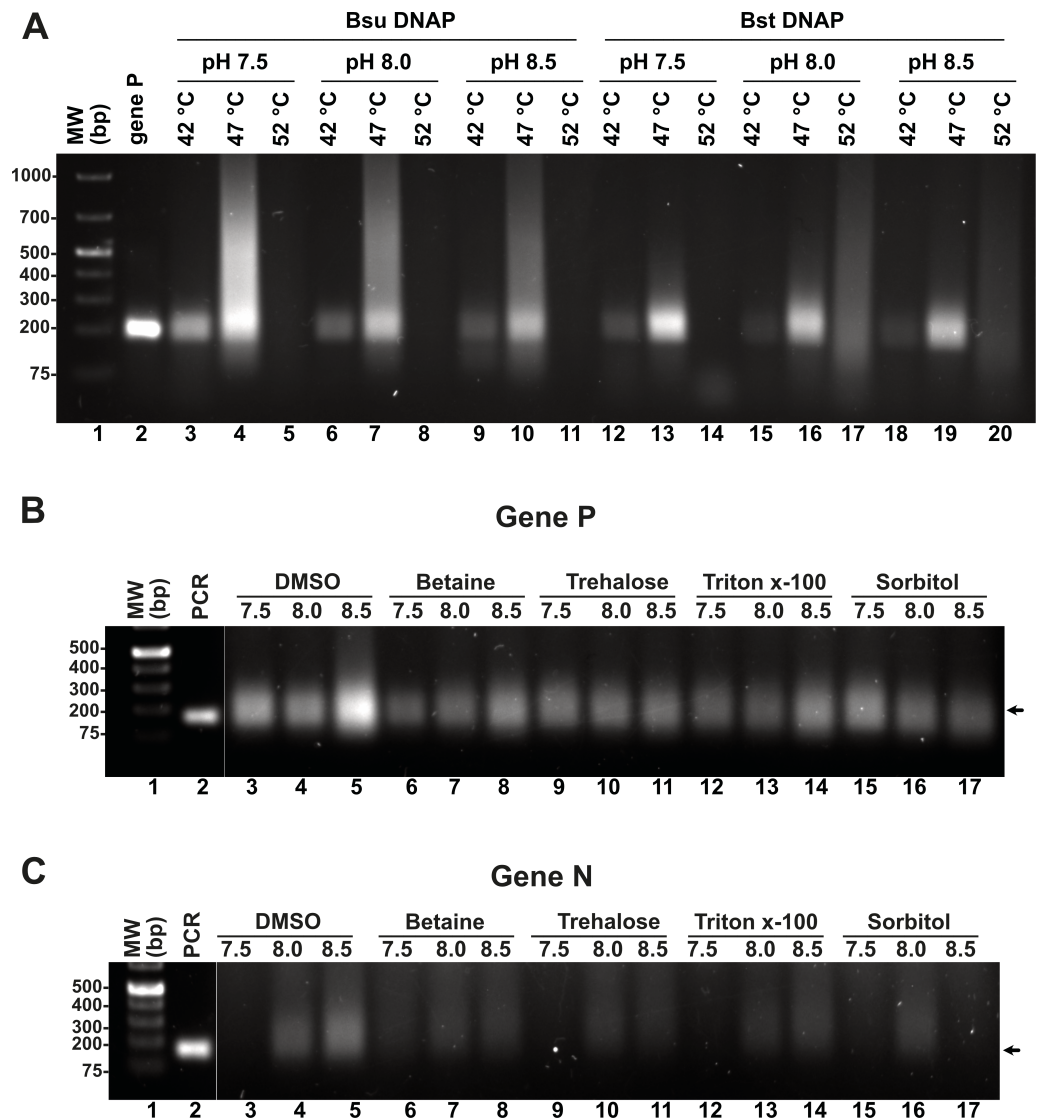 A
Bsu DNAP Bst DNAP
pH 7.5 pH 8.0 pH 8.5 pH 7.5 pH 8.0 pH 8.5
MW (bp) gene P 42 °C 47 °C 52 °C 42 °C 47 °C 52 °C 42 °C 47 °C 52 °C 42 °C 47 °C 52 °C 42 °C 47 °C 52 °C 42 °C 47 °C 52 °C
1000-
700-
500-
400-
300-
200-
75-
1 2 3 4 5 6 7 8 9 10 11 12 13 14 15 16 17 18 19 20
B
Gene P
MW (bp) PCR DMSO Betaine Trehalose Triton x-100 Sorbitol
7.5 8.0 8.5 7.5 8.0 8.5 7.5 8.0 8.5 7.5 8.0 8.5 7.5 8.0 8.5
500-
400-
300-
200-
75-
1 2 3 4 5 6 7 8 9 10 11 12 13 14 15 16 17
C
Gene N
MW (bp) PCR DMSO Betaine Trehalose Triton x-100 Sorbitol
7.5 8.0 8.5 7.5 8.0 8.5 7.5 8.0 8.5 7.5 8.0 8.5 7.5 8.0 8.5
500-
400-
300-
200-
75-
1 2 3 4 5 6 7 8 9 10 11 12 13 14 15 16 17